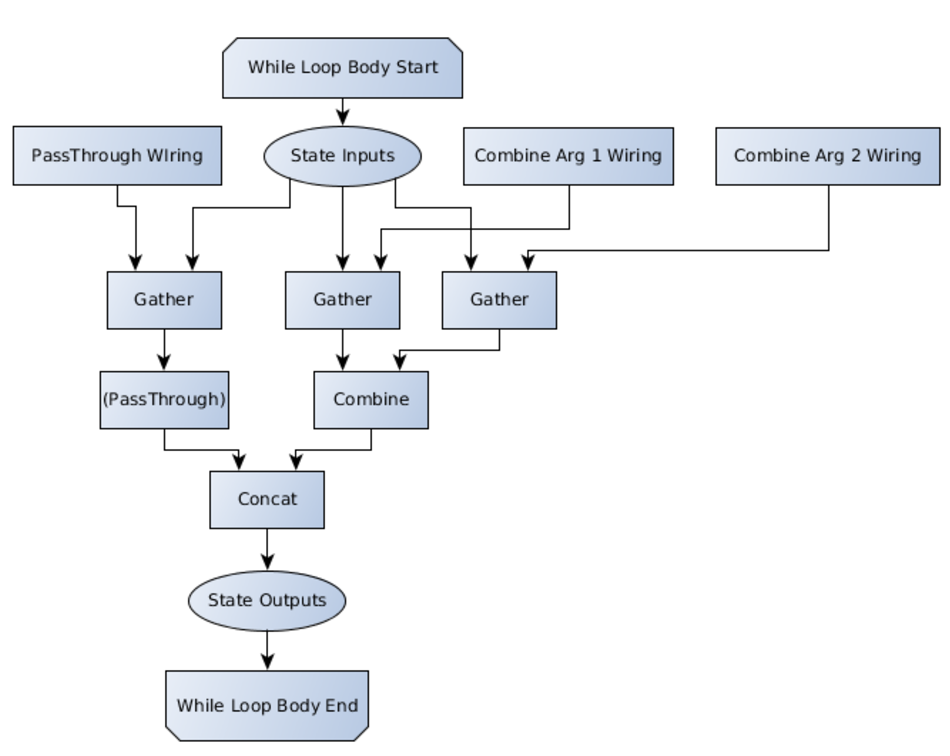 While Loop Body Start
PassThrough WIring
State Inputs
Combine Arg 1 Wiring
Combine Arg 2 Wiring
Gather
Gather
Gather
(PassThrough)
Combine
Concat
State Outputs
While Loop Body End